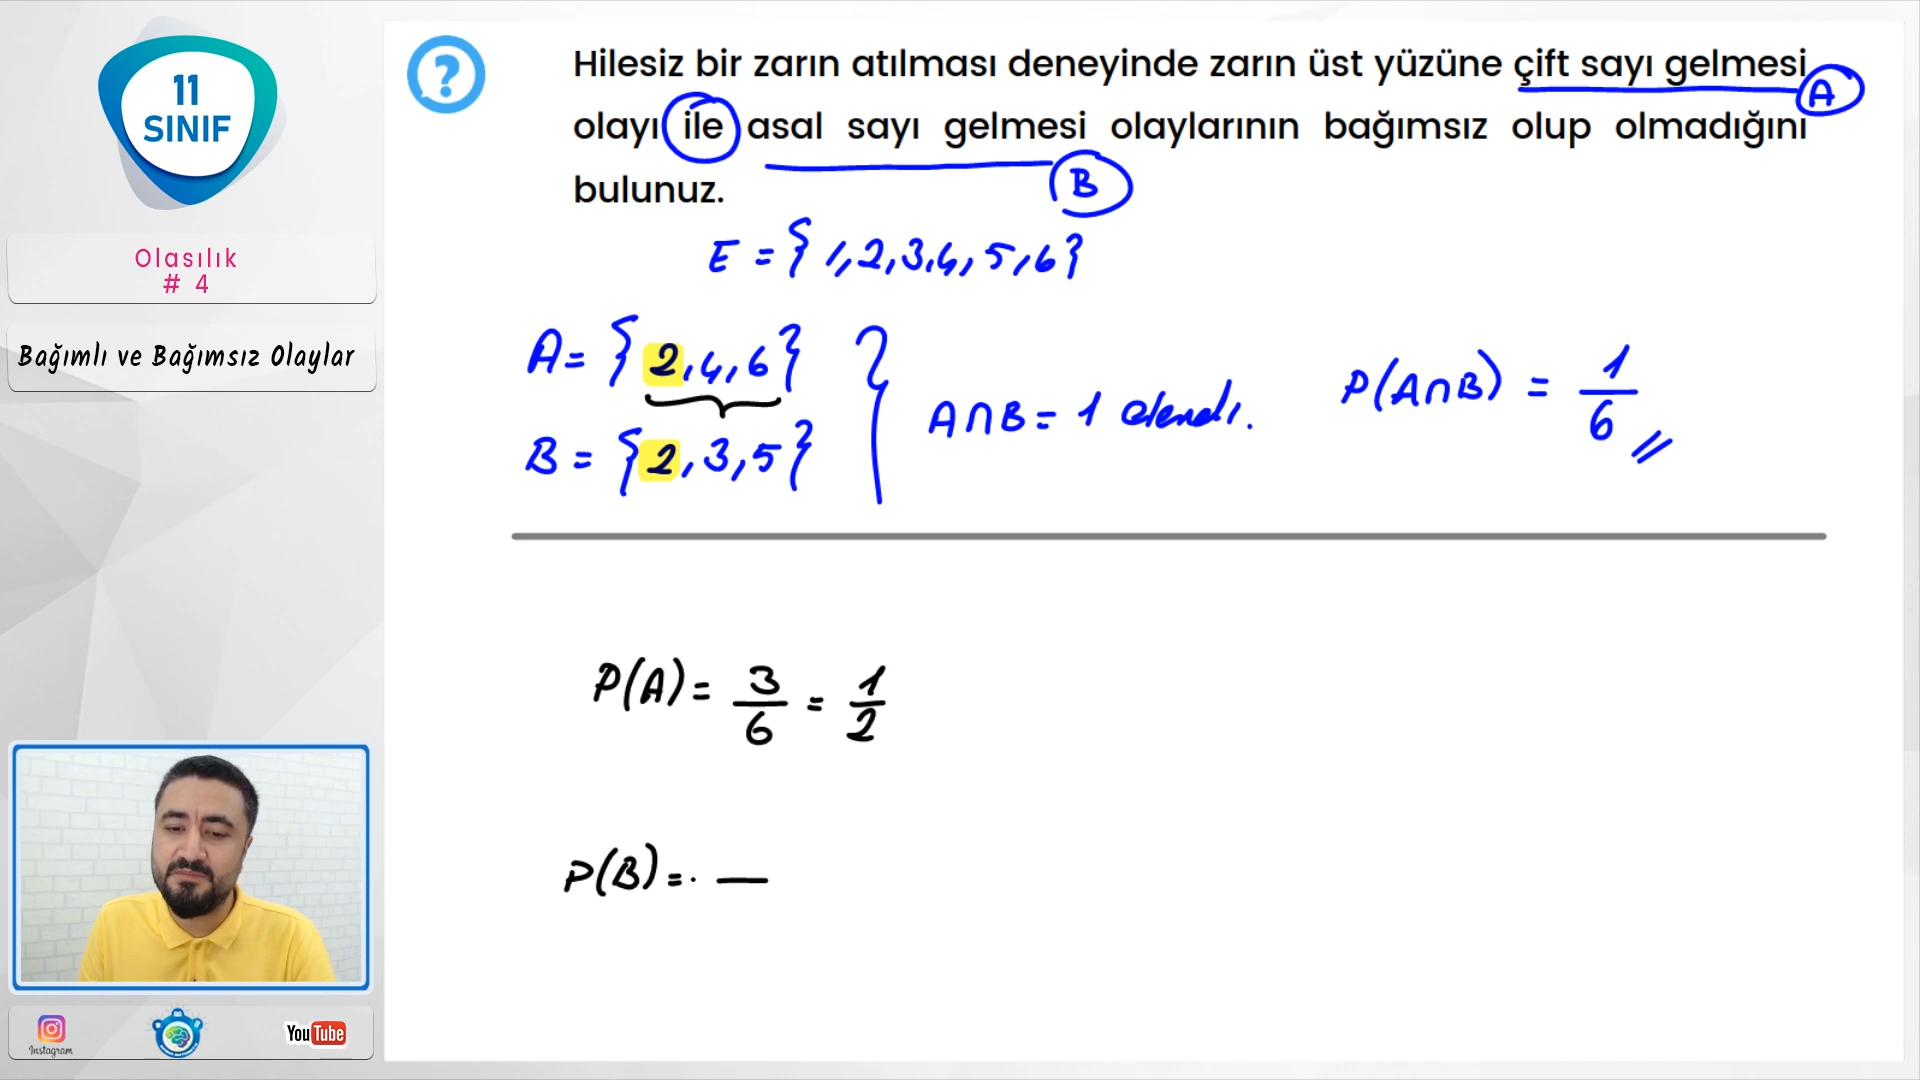 11
SINIF
Olasılık
# 4
Bağımlı ve Bağımsız Olaylar
Hilesiz bir zarın atılması deneyinde zarın üst yüzüne çift sayı gelmesi
A
olayı ile asal sayı gelmesi olaylarının bağımsız olup olmadığını
B
bulunuz.
E = { 1, 2, 3, 4, 5, 6 }
A = { 2, 4, 6 }
B = { 2, 3, 5 }
A∩B = 1 elemanlı.
P(A∩B) = 1/6 //
P(A) = 3/6 = 1/2
P(B) = . —
Instagram
YouTube